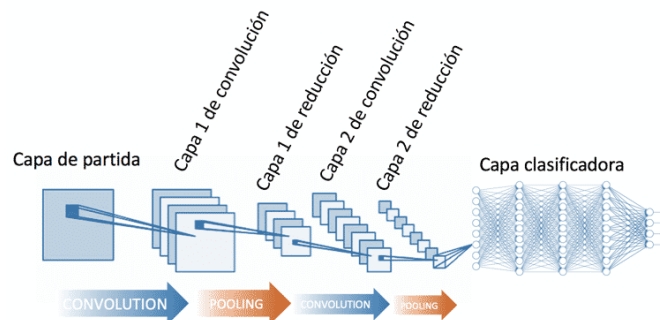 Capa de partida
Capa 1 de convolución
Capa 1 de reducción
Capa 2 de convolución
Capa 2 de reducción
Capa clasificadora
CONVOLUTION
POOLING
CONVOLUTION
POOLING